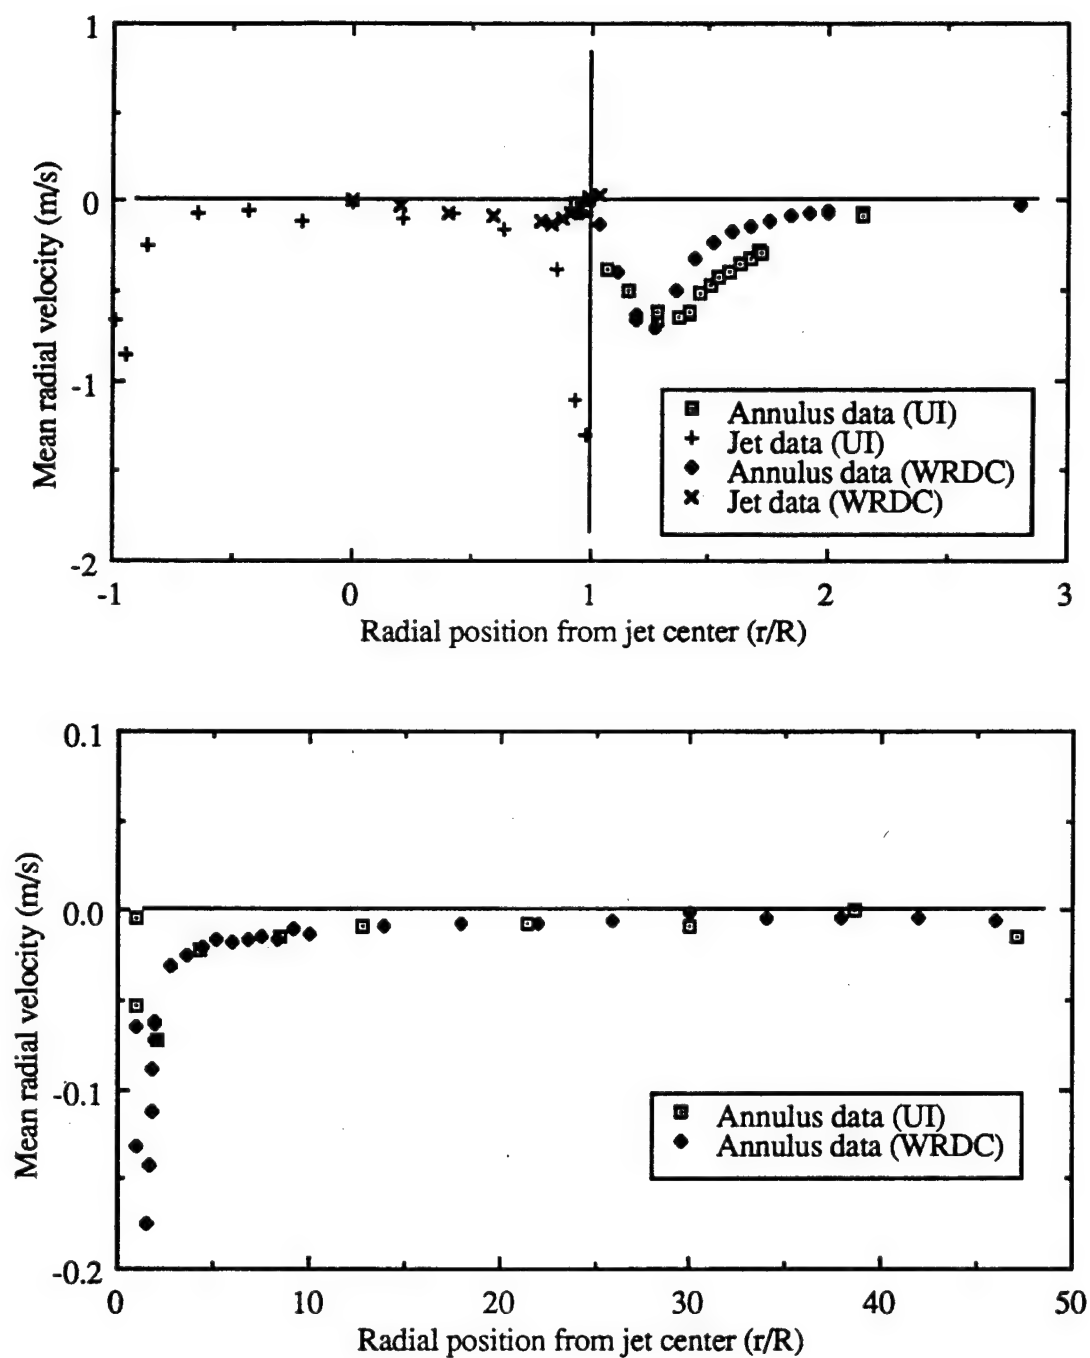 1
0
-1
-2
Mean radial velocity (m/s)
Annulus data (UI)
Jet data (UI)
Annulus data (WRDC)
Jet data (WRDC)
-1 0 1 2 3
Radial position from jet center (r/R)
0.1
0.0
-0.1
-0.2
Mean radial velocity (m/s)
Annulus data (UI)
Annulus data (WRDC)
0 10 20 30 40 50
Radial position from jet center (r/R)